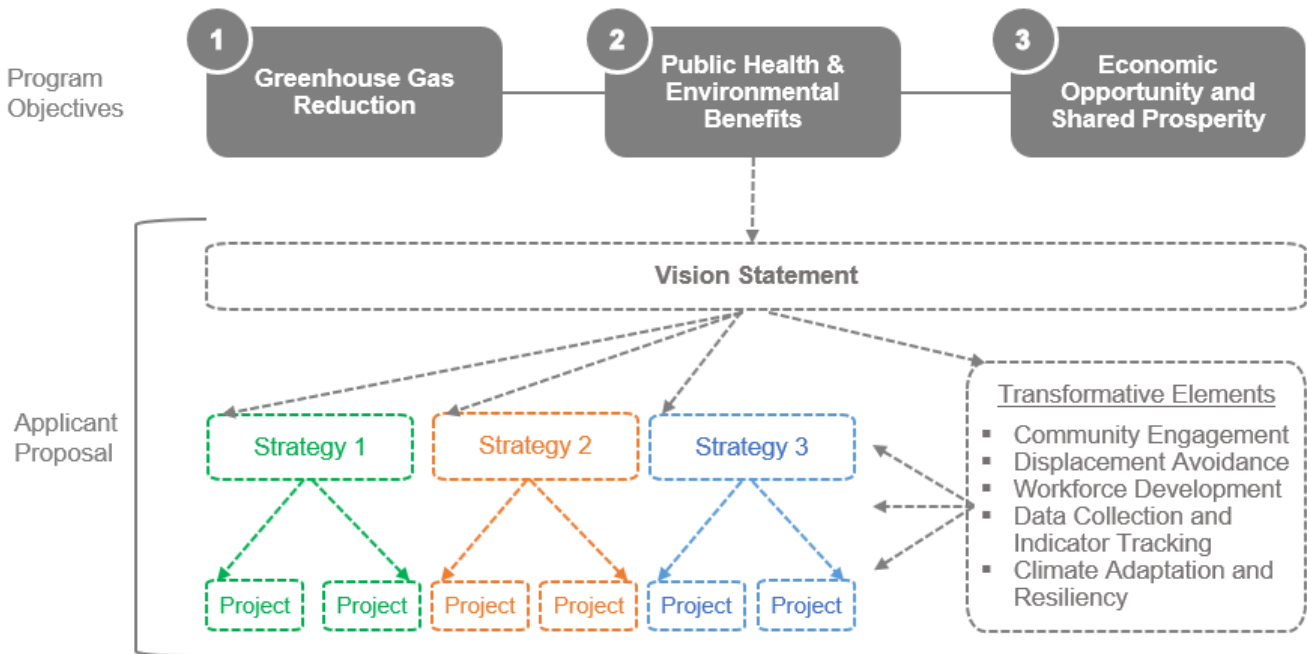 Program
Objectives
1
Greenhouse Gas
Reduction
2
Public Health &
Environmental
Benefits
3
Economic
Opportunity and
Shared Prosperity
Applicant
Proposal
Vision Statement
Strategy 1
Strategy 2
Strategy 3
Project
Project
Project
Project
Project
Project
Transformative Elements
▪ Community Engagement
▪ Displacement Avoidance
▪ Workforce Development
▪ Data Collection and
Indicator Tracking
▪ Climate Adaptation and
Resiliency